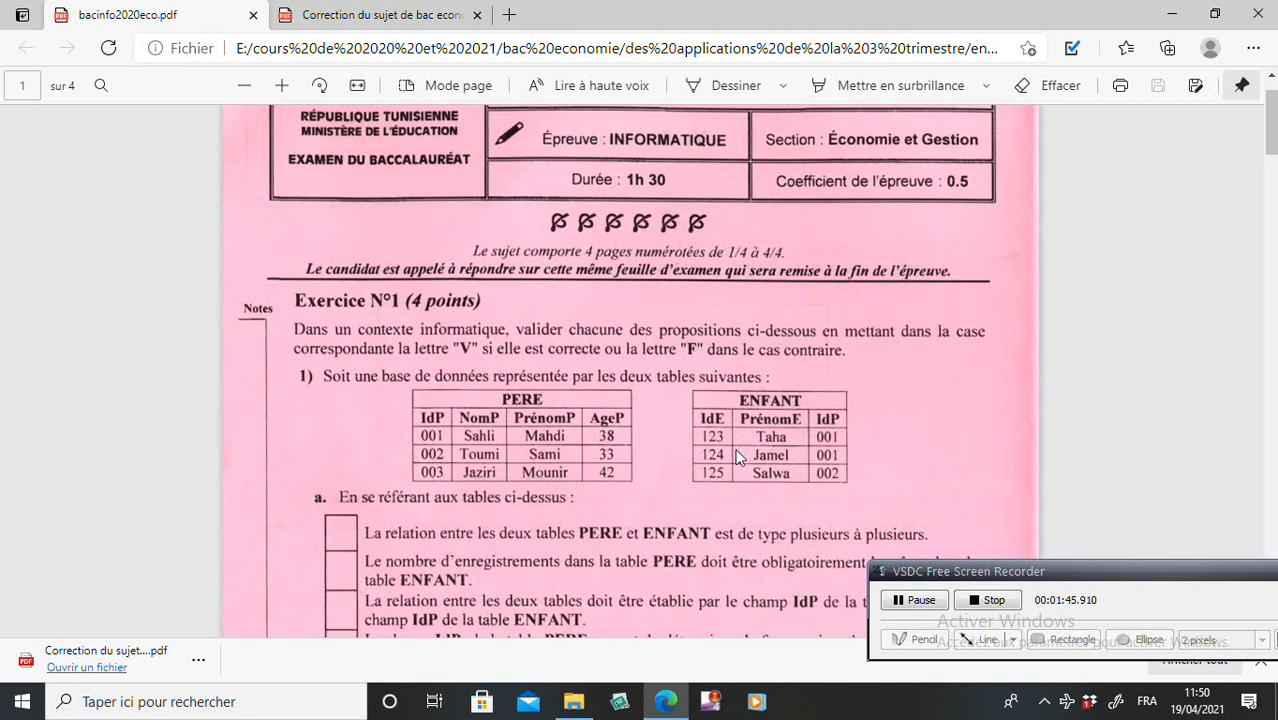 bacinfo2020eco.pdf
Correction du sujet de bac econ
Fichier
E:/cours%20de%202020%20et%202021/bac%20economie/des%20applications%20de%20la%203%20trimestre/en...
1 sur 4
Mode page
Lire à haute voix
Dessiner
Mettre en surbrillance
Effacer
RÉPUBLIQUE TUNISIENNE
MINISTÈRE DE L'ÉDUCATION
EXAMEN DU BACCALAURÉAT
Épreuve : INFORMATIQUE
Section : Économie et Gestion
Durée : 1h 30
Coefficient de l'épreuve : 0.5
Le sujet comporte 4 pages numérotées de 1/4 à 4/4.
Le candidat est appelé à répondre sur cette même feuille d'examen qui sera remise à la fin de l'épreuve.
Notes
Exercice N°1 (4 points)
Dans un contexte informatique, valider chacune des propositions ci-dessous en mettant dans la case
correspondante la lettre "V" si elle est correcte ou la lettre "F" dans le cas contraire.
1) Soit une base de données représentée par les deux tables suivantes :
PERE
IdP NomP PrénomP AgeP
001 Sahli Mahdi 38
002 Toumi Sami 33
003 Jaziri Mounir 42
ENFANT
IdE PrénomE IdP
123 Taha 001
124 Jamel 001
125 Salwa 002
a. En se référant aux tables ci-dessus :
La relation entre les deux tables PERE et ENFANT est de type plusieurs à plusieurs.
Le nombre d'enregistrements dans la table PERE doit être obligatoirement
table ENFANT.
La relation entre les deux tables doit être établie par le champ IdP de la
champ IdP de la table ENFANT.
VSDC Free Screen Recorder
Pause
Stop
00:01:45.910
Pencil
Line
Rectangle
Ellipse
2 pixels
Activer Windows
Accédez aux paramètres pour activer Windows.
Correction du sujet....pdf
Ouvrir un fichier
Afficher tout
Taper ici pour rechercher
FRA
11:50
19/04/2021